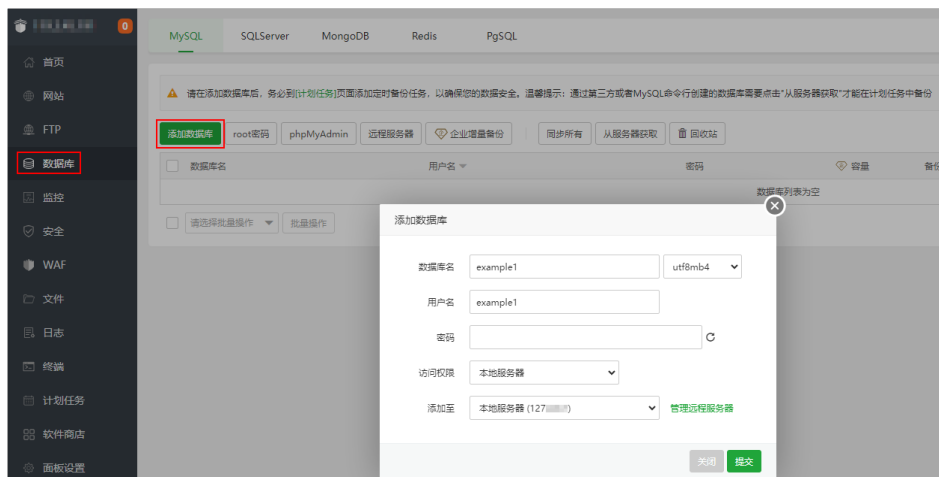 0
首页
网站
FTP
数据库
监控
安全
WAF
文件
日志
终端
计划任务
软件商店
面板设置
MySQL SQLServer MongoDB Redis PgSQL
请在添加数据库后，务必到[计划任务]页面添加定时备份任务，以确保您的数据安全。温馨提示：通过第三方或者MySQL命令行创建的数据库需要点击"从服务器获取"才能在计划任务中备份
添加数据库 root密码 phpMyAdmin 远程服务器 企业增量备份 同步所有 从服务器获取 回收站
数据库名 用户名 密码 容量 备份
数据库列表为空
请选择批量操作 批量操作
添加数据库
数据库名 example1 utf8mb4
用户名 example1
密码
访问权限 本地服务器
添加至 本地服务器 (127 ) 管理远程服务器
关闭 提交